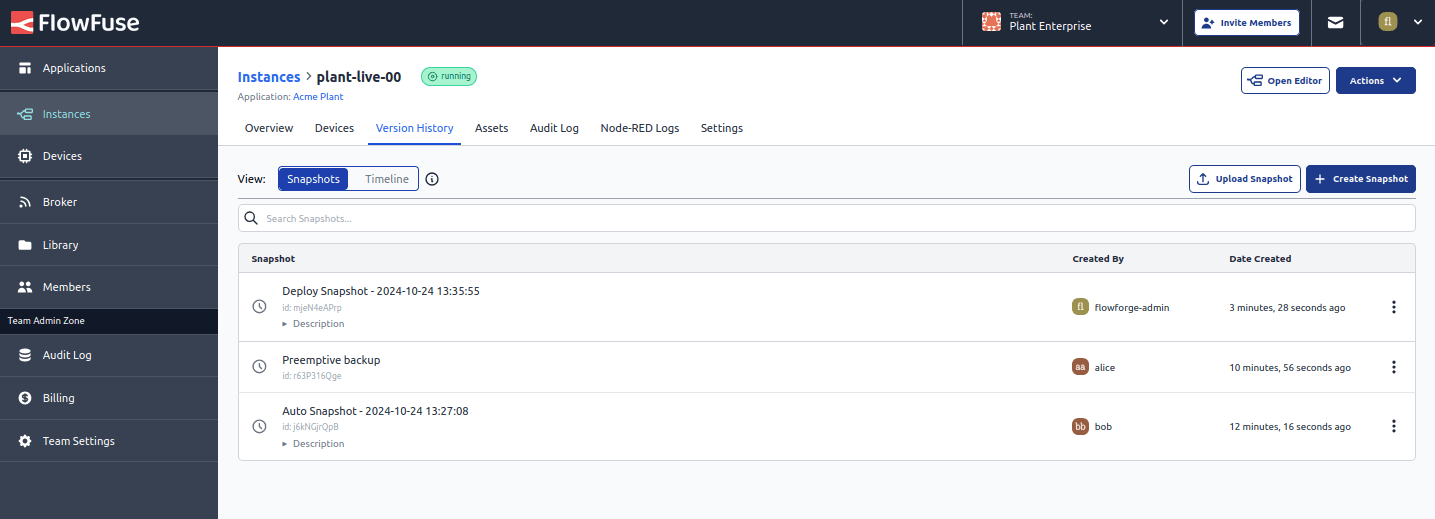 FlowFuse
TEAM:
Plant Enterprise
Invite Members
fl
Applications
Instances
Devices
Broker
Library
Members
Team Admin Zone
Audit Log
Billing
Team Settings
Instances > plant-live-00 running
Application: Acme Plant
Open Editor
Actions
Overview Devices Version History Assets Audit Log Node-RED Logs Settings
View: Snapshots Timeline
Upload Snapshot
Create Snapshot
Search Snapshots...
Snapshot Created By Date Created
Deploy Snapshot - 2024-10-24 13:35:55
id: mjeN4eAPrp
Description
fl flowforge-admin 3 minutes, 28 seconds ago
Preemptive backup
id: r63P316Qge
aa alice 10 minutes, 56 seconds ago
Auto Snapshot - 2024-10-24 13:27:08
id: j6kNGjrQpB
Description
bb bob 12 minutes, 16 seconds ago